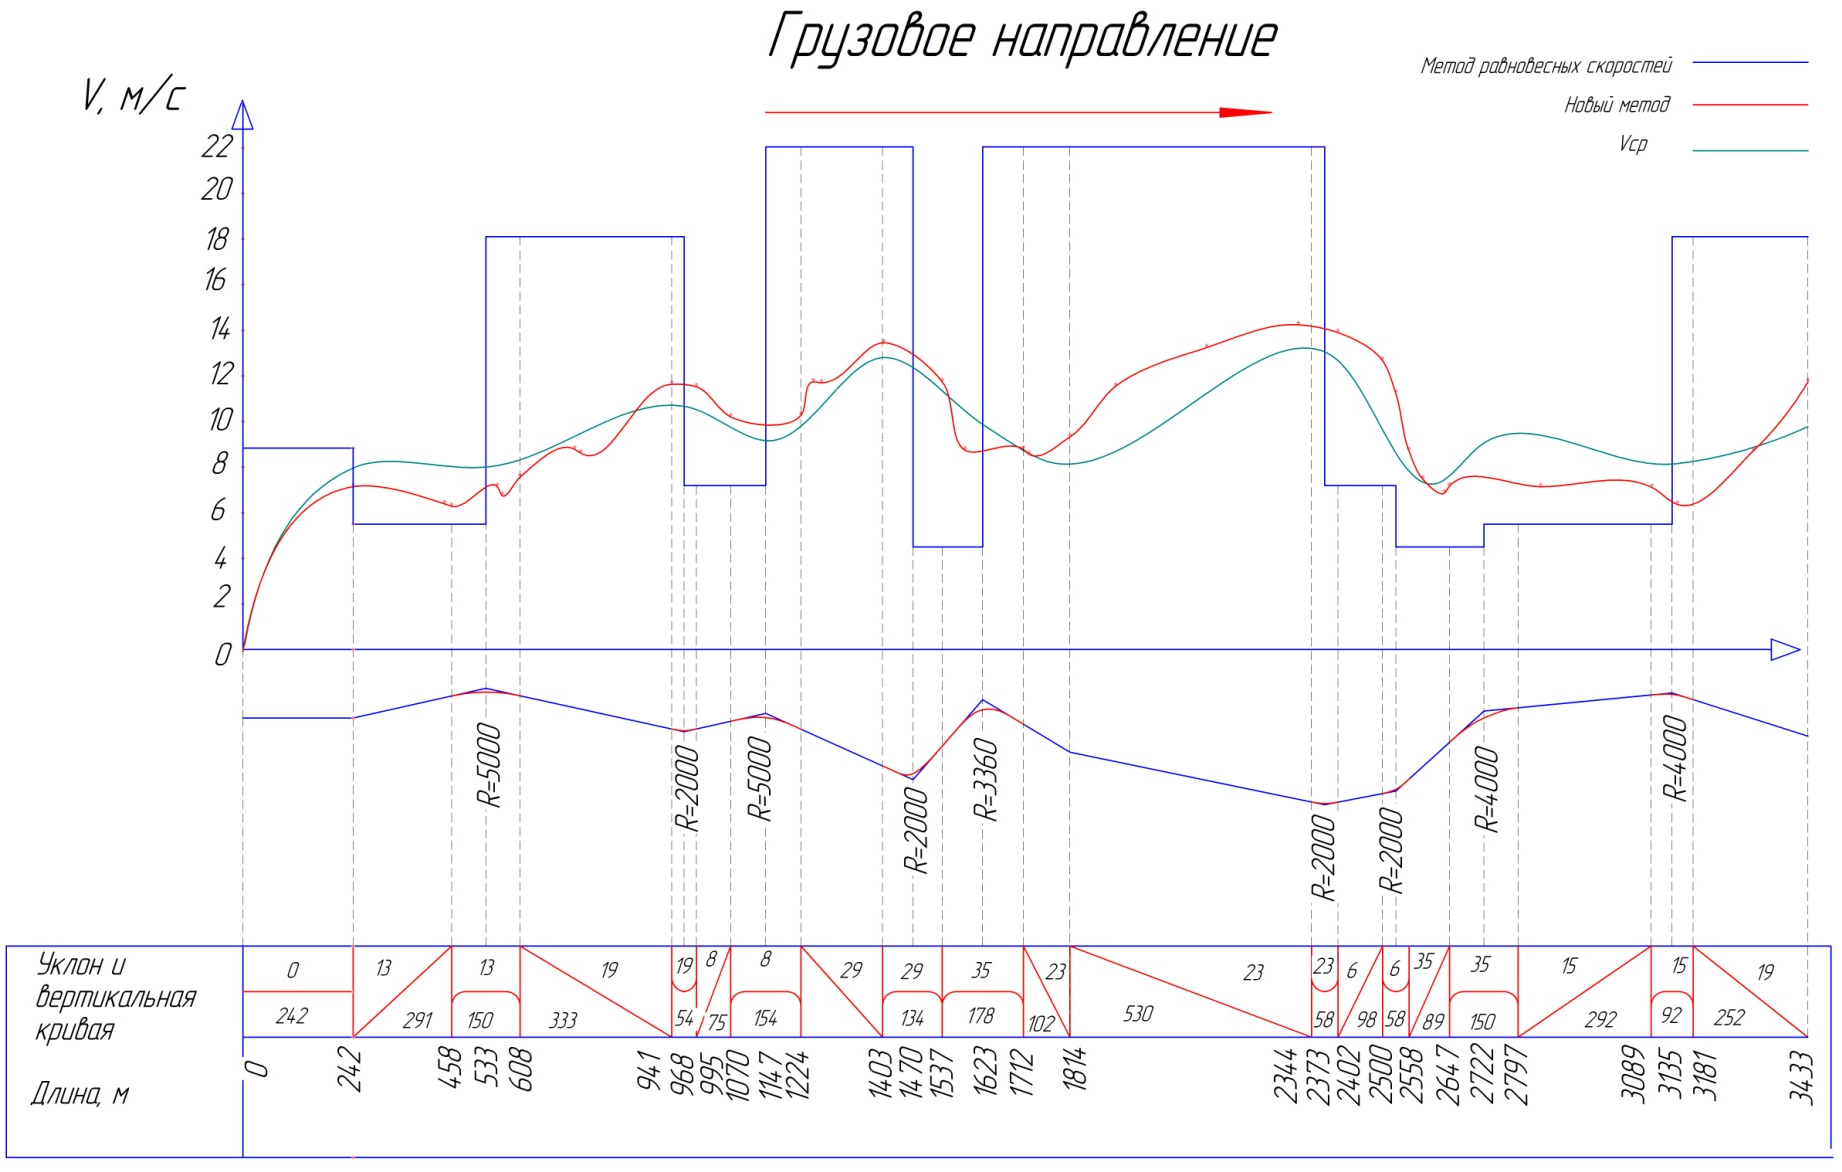 Грузовое направление
V, м/с
Метод равновесных скоростей
Новый метод
Vср
22
20
18
16
14
12
10
8
6
4
2
0
R=5000
R=2000
R=5000
R=2000
R=3360
R=2000
R=2000
R=4000
R=4000
Уклон и
вертикальная
кривая
0 13 13 19 19 8 8 29 29 35 23 23 23 6 6 35 35 15 15 19
242 291 150 333 54 75 154 134 178 102 530 58 98 58 89 150 292 92 252
Длина, м
0 242 458 533 608 941 968 995 1070 1147 1224 1403 1470 1537 1623 1712 1814 2344 2373 2402 2500 2558 2647 2722 2797 3089 3135 3181 3433